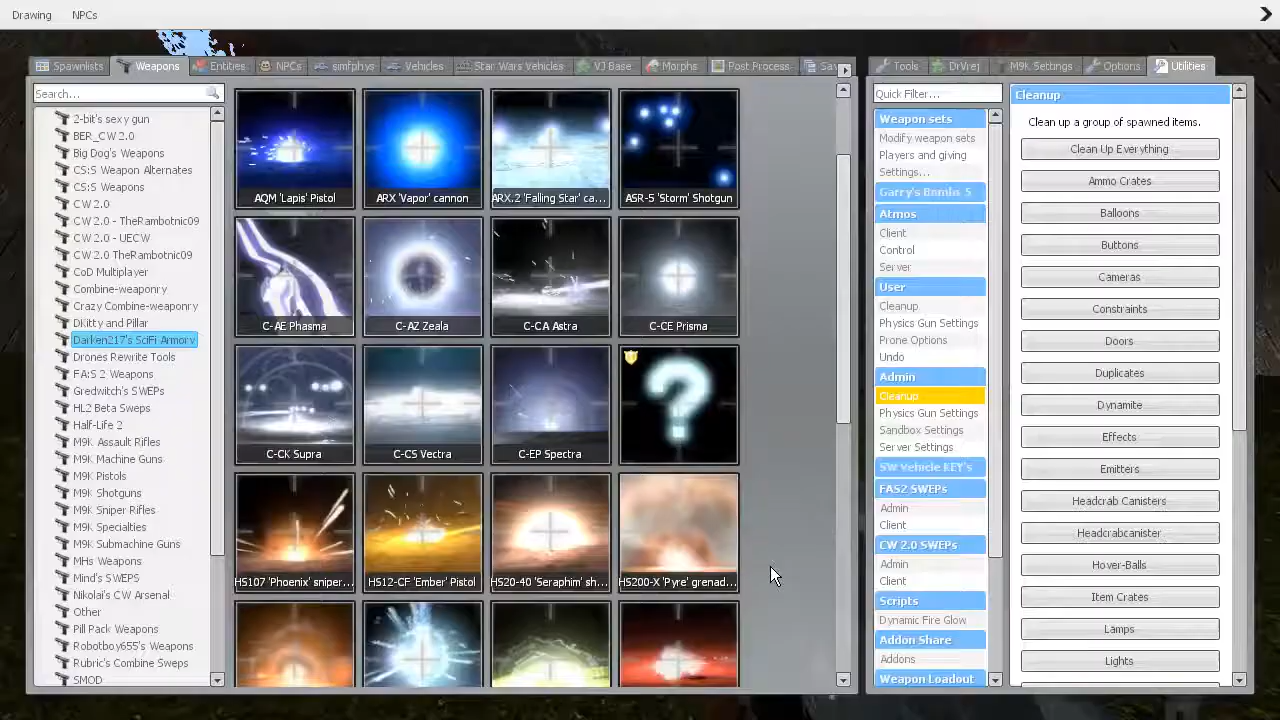 Drawing NPCs
Spawnlists Weapons Entities NPCs simfphys Vehicles Star Wars Vehicles VJ Base Morphs Post Process
Search...
2-bit's sexy gun
BER_CW 2.0
Big Dog's Weapons
CS:S Weapon Alternates
CS:S Weapons
CW 2.0
CW 2.0 - TheRambotnic09
CW 2.0 - UECW
CW 2.0 TheRambotnic09
CoD Multiplayer
Combine-weaponry
Crazy Combine-weaponry
Dkitty and Pillar
Darken217's SciFi Armory
Drones Rewrite Tools
FA:S 2 Weapons
Gredwitch's SWEPs
HL2 Beta Sweps
Half-Life 2
M9K Assault Rifles
M9K Machine Guns
M9K Pistols
M9K Shotguns
M9K Sniper Rifles
M9K Specialties
M9K Submachine Guns
MHs Weapons
Mind's SWEPS
Nikolai's CW Arsenal
Other
Pill Pack Weapons
Robotboy655's Weapons
Rubric's Combine Sweps
SMOD
AQM 'Lapis' Pistol
ARX 'Vapor' cannon
ARX.2 'Falling Star' ca...
ASR-5 'Storm' Shotgun
C-AE Phasma
C-AZ Zeala
C-CA Astra
C-CE Prisma
C-CK Supra
C-CS Vectra
C-EP Spectra
HS107 'Phoenix' sniper...
HS12-CF 'Ember' Pistol
HS20-40 'Seraphim' sh...
HS200-X 'Pyre' grenad...
Tools DrVrej M9K Settings Options Utilities
Quick Filter...
Weapon sets
Modify weapon sets
Players and giving
Settings...
Garry's Bombs 5
Atmos
Client
Control
Server
User
Cleanup
Physics Gun Settings
Prone Options
Undo
Admin
Cleanup
Physics Gun Settings
Sandbox Settings
Server Settings
SW Vehicle KEY's
FAS2 SWEPs
Admin
Client
CW 2.0 SWEPs
Admin
Client
Scripts
Dynamic Fire Glow
Addon Share
Addons
Weapon Loadout
Cleanup
Clean up a group of spawned items.
Clean Up Everything
Ammo Crates
Balloons
Buttons
Cameras
Constraints
Doors
Duplicates
Dynamite
Effects
Emitters
Headcrab Canisters
Headcrabcanister
Hover-Balls
Item Crates
Lamps
Lights